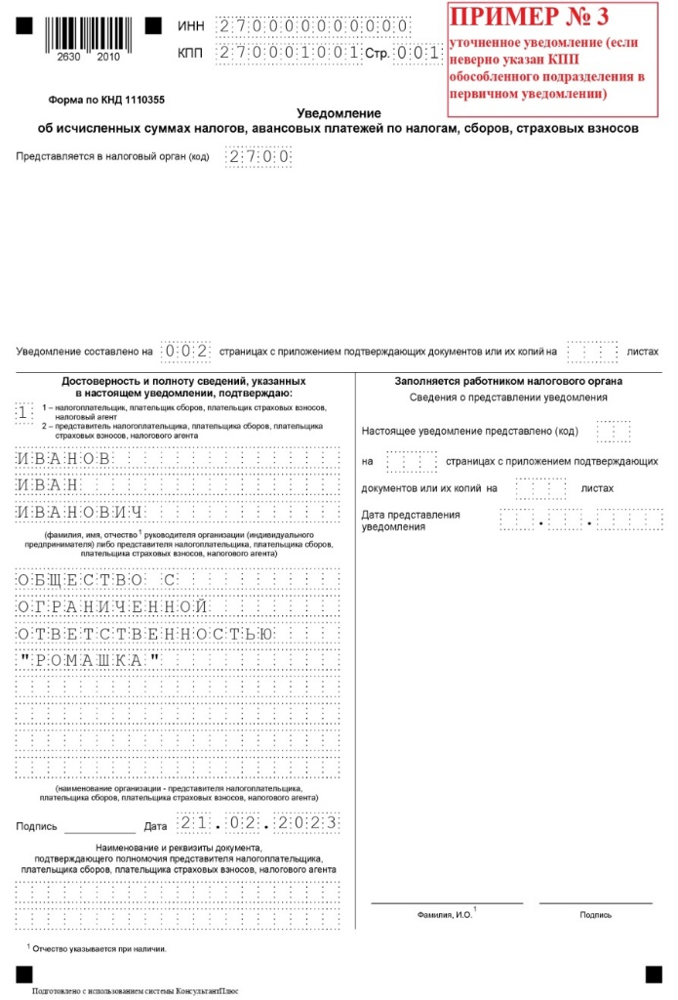 ИНН 270000000000
КПП 270001001 Стр. 001
2630 2010
ПРИМЕР № 3
уточненное уведомление (если
неверно указан КПП
обособленного подразделения в
первичном уведомлении)
Форма по КНД 1110355
Уведомление
об исчисленных суммах налогов, авансовых платежей по налогам, сборов, страховых взносов
Представляется в налоговый орган (код) 2700
Уведомление составлено на 002 страницах с приложением подтверждающих документов или их копий на листах
Достоверность и полноту сведений, указанных
в настоящем уведомлении, подтверждаю:
1 1 – налогоплательщик, плательщик сборов, плательщик страховых взносов,
налоговый агент
2 – представитель налогоплательщика, плательщика сборов, плательщика
страховых взносов, налогового агента
ИВАНОВ
ИВАН
ИВАНОВИЧ
(фамилия, имя, отчество 1 руководителя организации (индивидуального
предпринимателя) либо представителя налогоплательщика, плательщика сборов,
плательщика страховых взносов, налогового агента)
ОБЩЕСТВО С
ОГРАНИЧЕННОЙ
ОТВЕТСТВЕННОСТЬЮ
"РОМАШКА"
(наименование организации - представителя налогоплательщика,
плательщика сборов, плательщика страховых взносов, налогового агента)
Подпись Дата 21.02.2023
Наименование и реквизиты документа,
подтверждающего полномочия представителя налогоплательщика,
плательщика сборов, плательщика страховых взносов, налогового агента
Заполняется работником налогового органа
Сведения о представлении уведомления
Настоящее уведомление представлено (код)
на страницах с приложением подтверждающих
документов или их копий на листах
Дата представления
уведомления . .
Фамилия, И.О.1 Подпись
1 Отчество указывается при наличии.
Подготовлено с использованием системы КонсультантПлюс